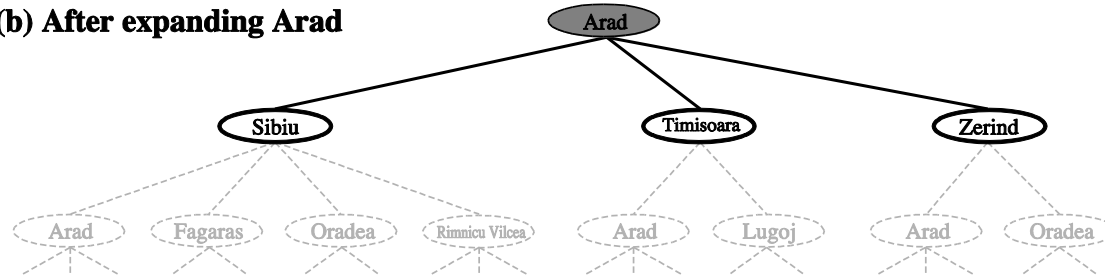 (b) After expanding Arad
Arad
Sibiu
Timisoara
Zerind
Arad
Fagaras
Oradea
Rimnicu Vilcea
Arad
Lugoj
Arad
Oradea